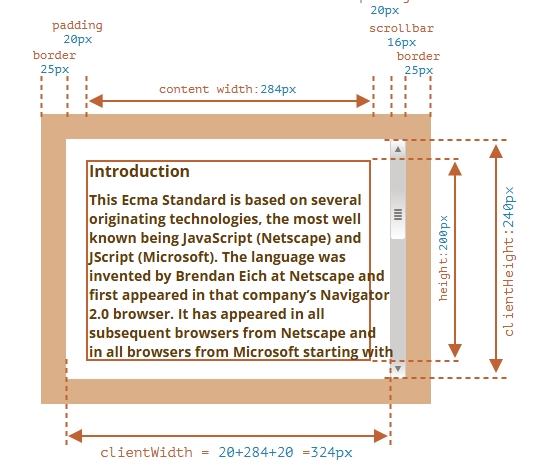 20px
padding
scrollbar
20px
16px
border
border
25px
25px
content width:284px
Introduction
This Ecma Standard is based on several
originating technologies, the most well
known being JavaScript (Netscape) and
JScript (Microsoft). The language was
invented by Brendan Eich at Netscape and
first appeared in that company’s Navigator
2.0 browser. It has appeared in all
subsequent browsers from Netscape and
in all browsers from Microsoft starting with
height:200px
clientHeight:240px
clientWidth = 20+284+20 =324px